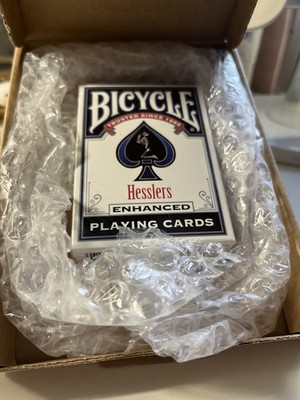 BICYCLE
TRUSTED SINCE 1885
Hesslers
ENHANCED
PLAYING CARDS